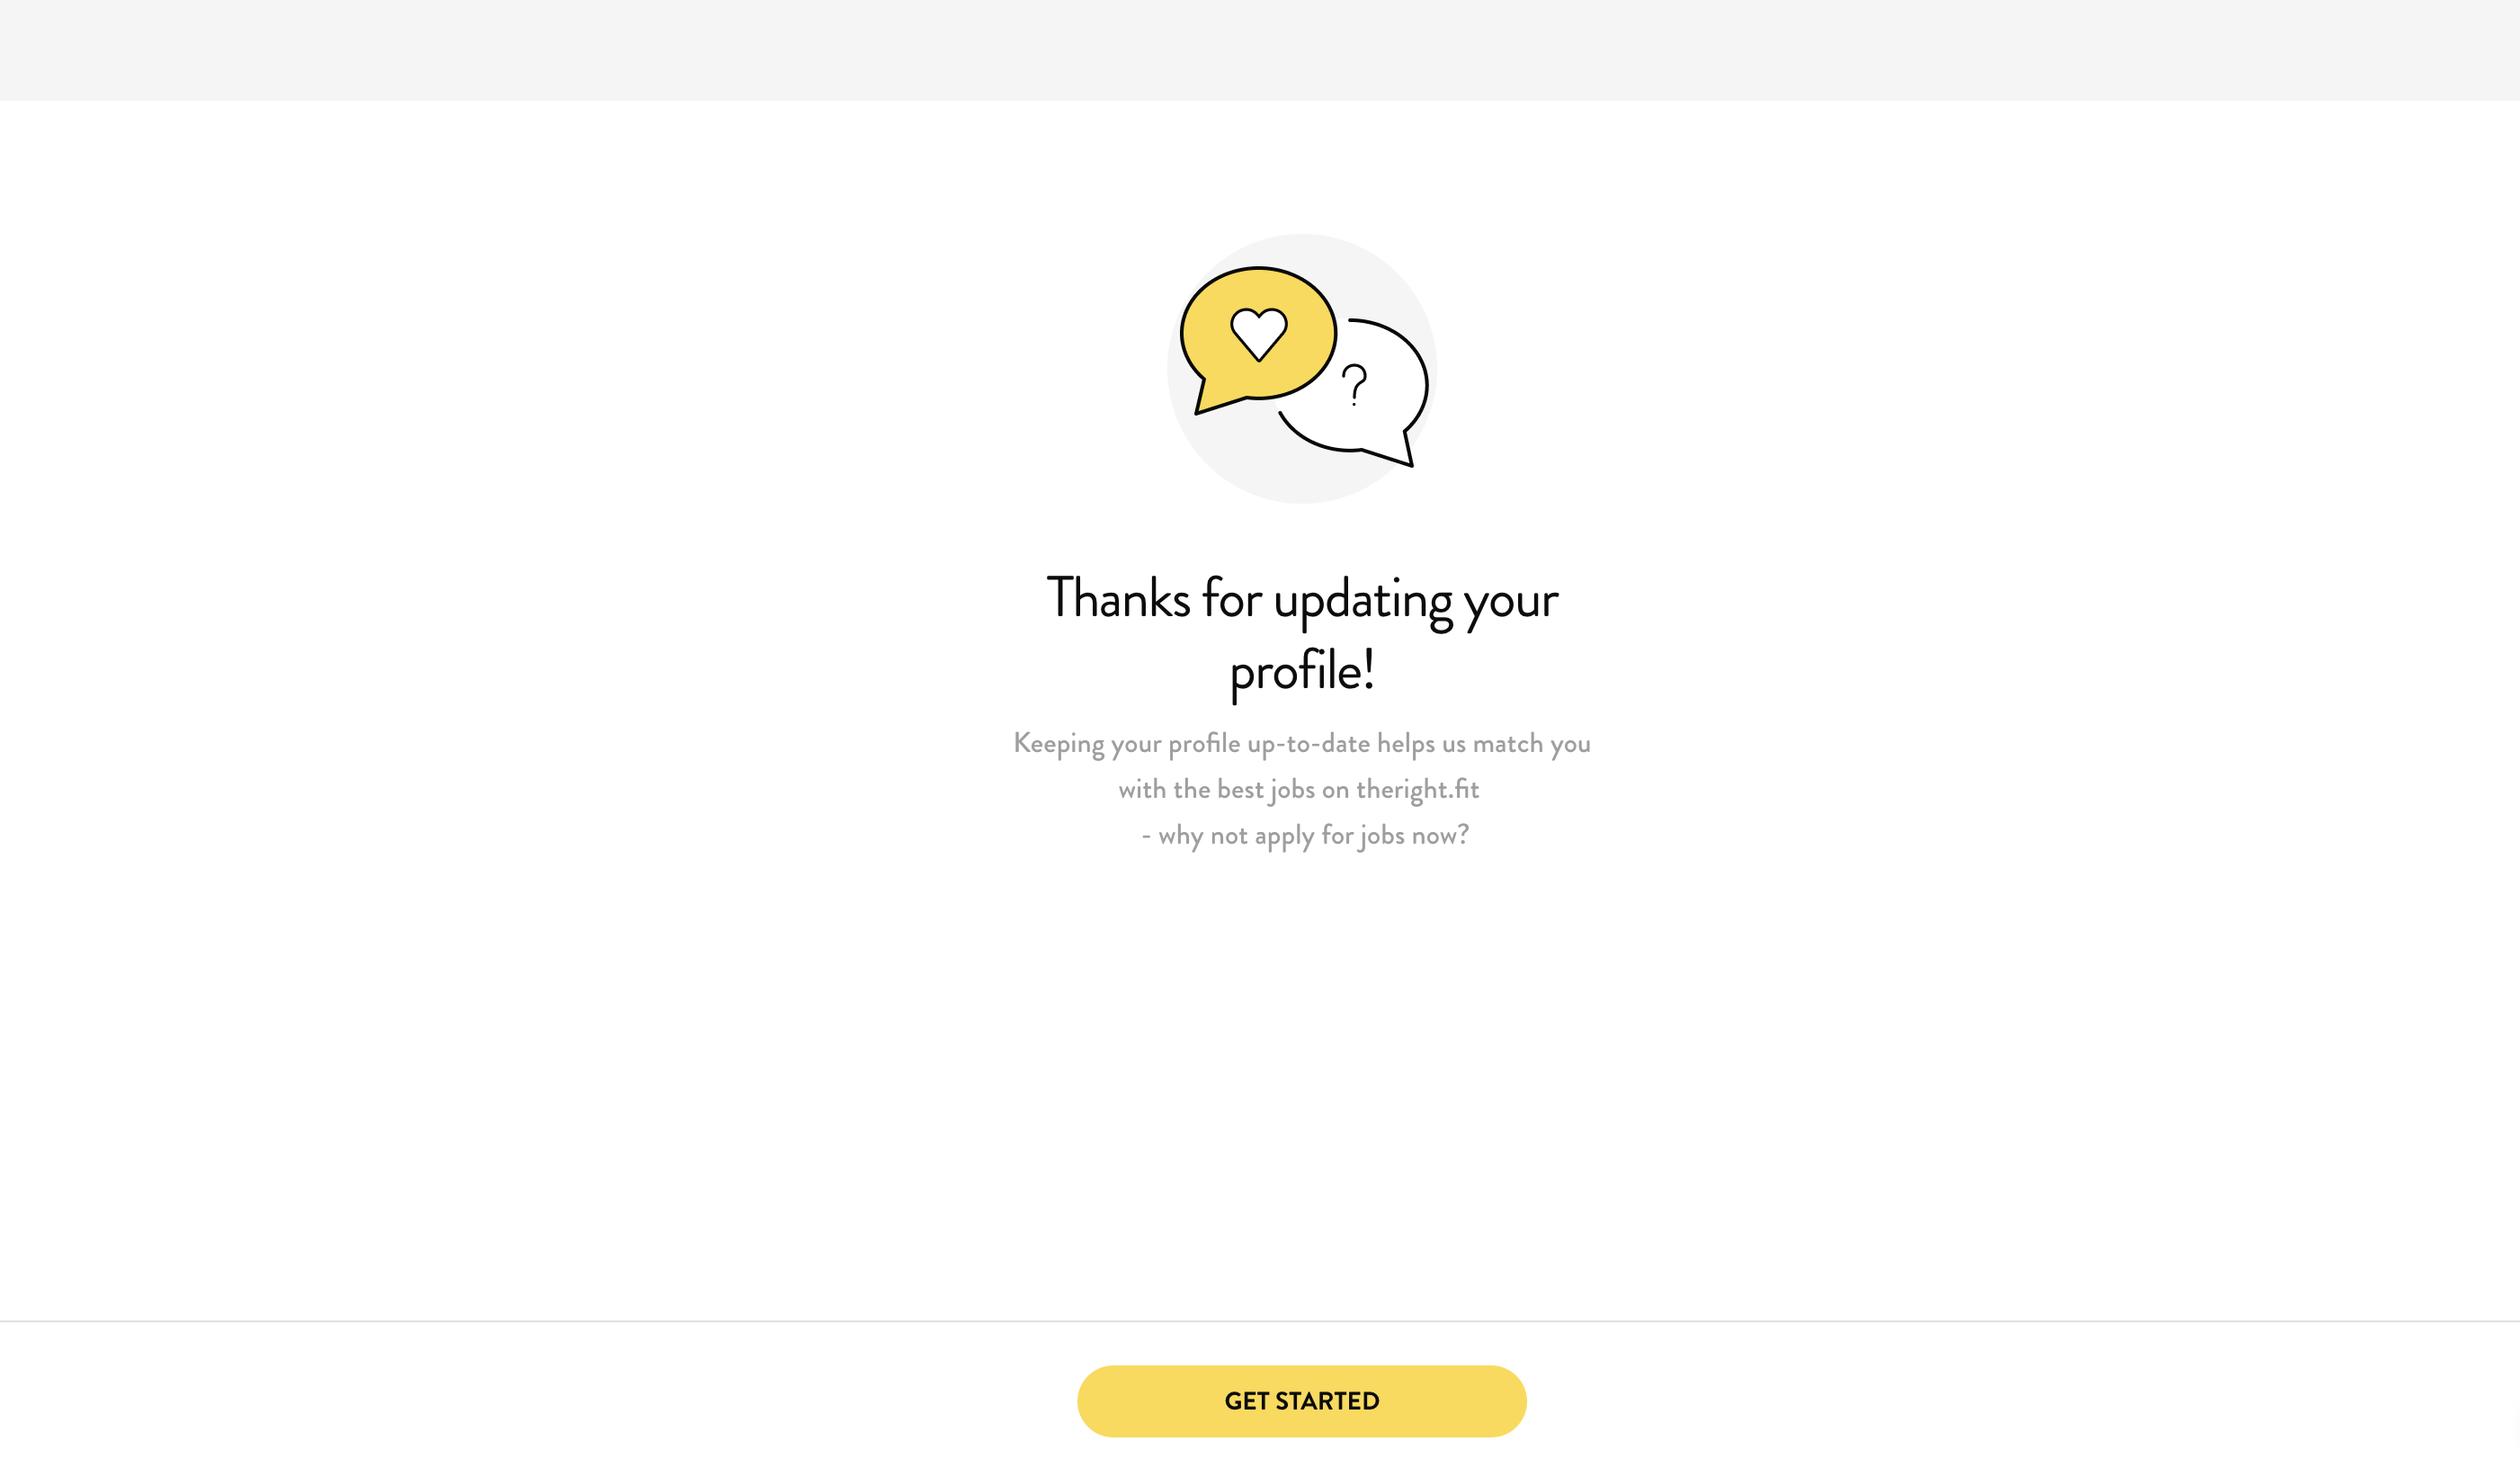 ?
Thanks for updating your
profile!
Keeping your profile up-to-date helps us match you
with the best jobs on theright.fit
- why not apply for jobs now?
GET STARTED